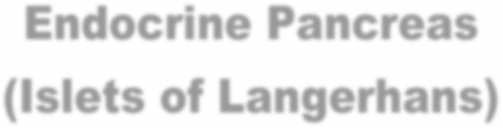 Endocrine Pancreas
(Islets of Langerhans)